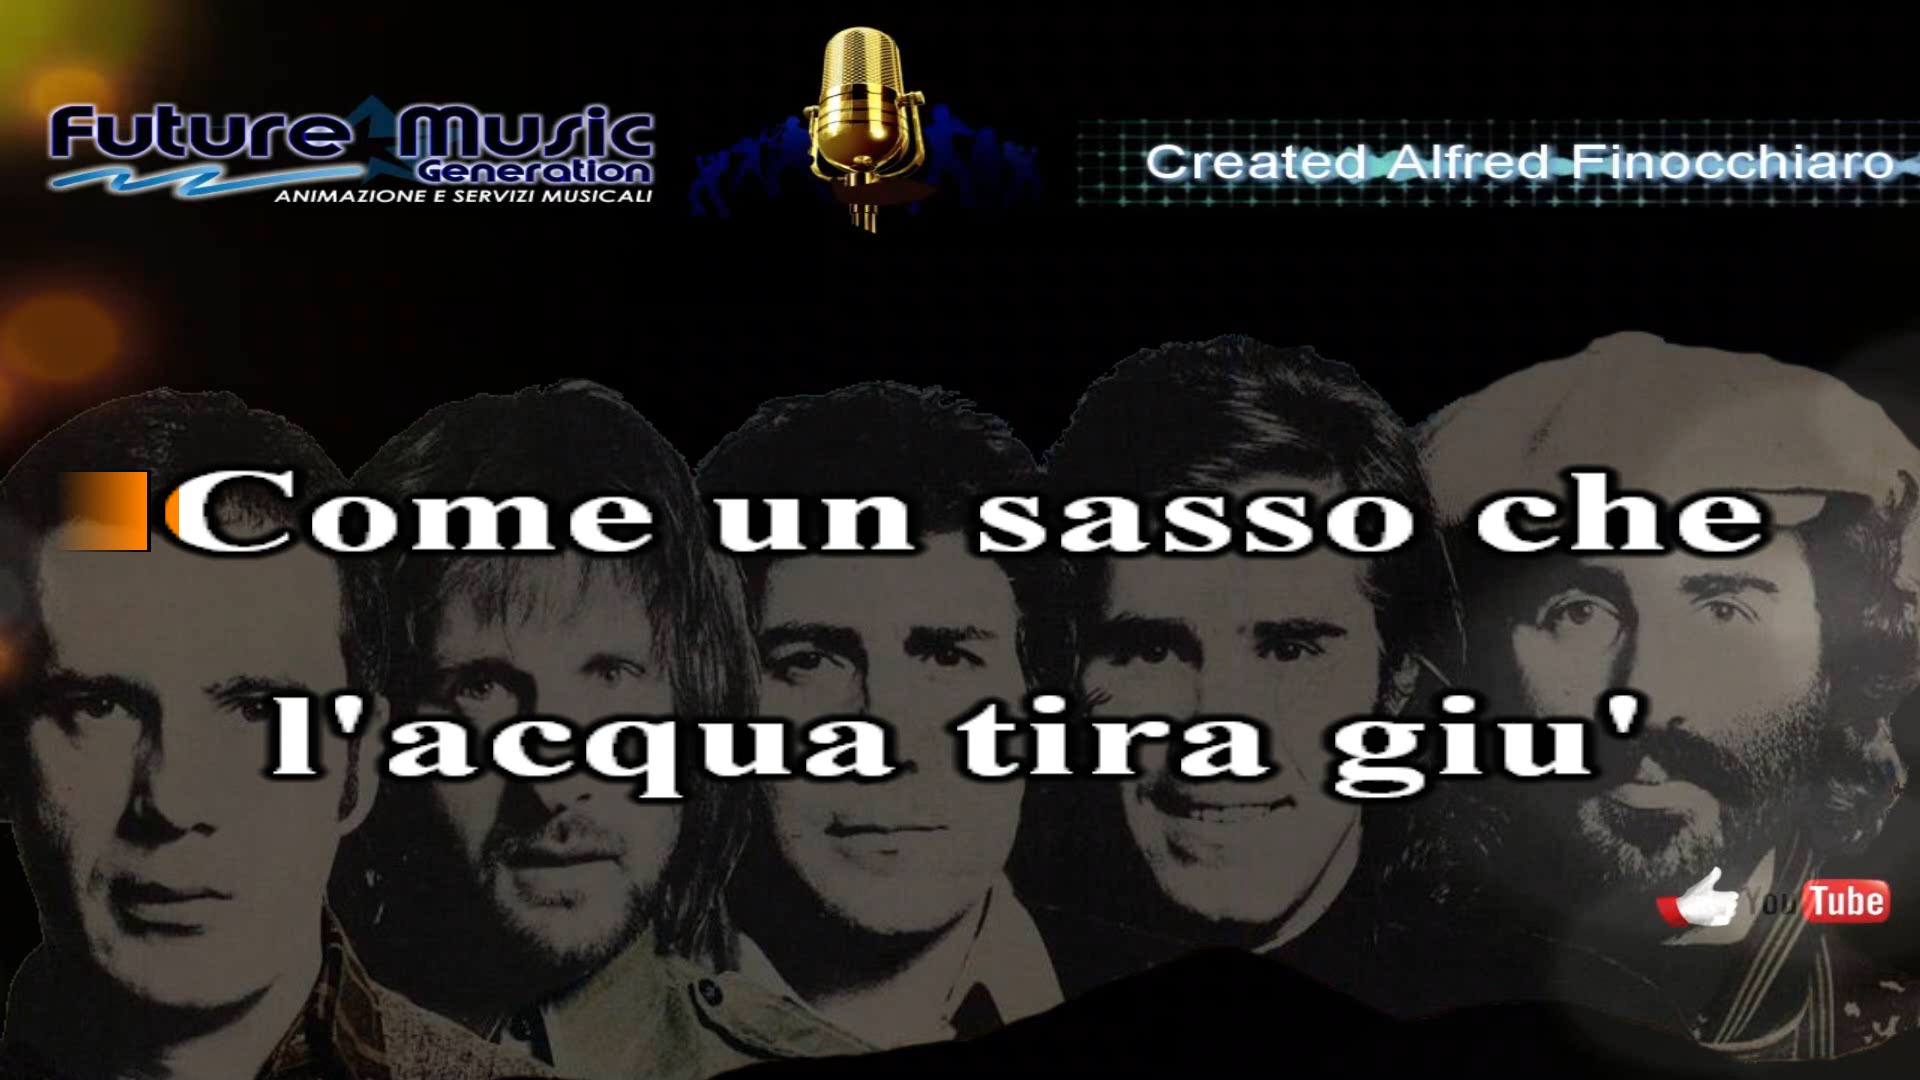 Future Music
Generation
ANIMAZIONE E SERVIZI MUSICALI
Created Alfred Finocchiaro
Come un sasso che
l'acqua tira giu'
YouTube